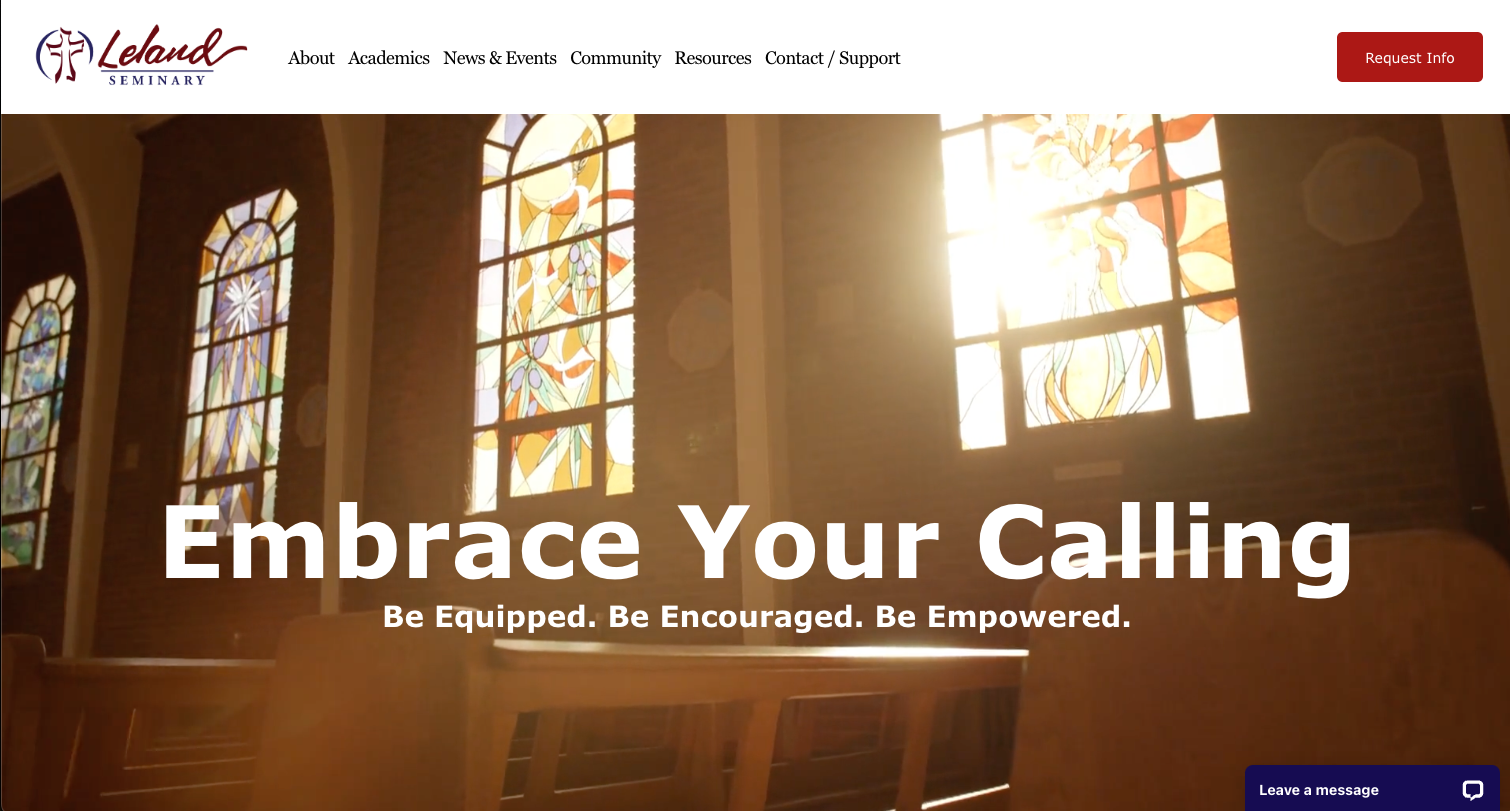 Leland
SEMINARY
About Academics News & Events Community Resources Contact / Support
Request Info
Embrace Your Calling
Be Equipped. Be Encouraged. Be Empowered.
Leave a message